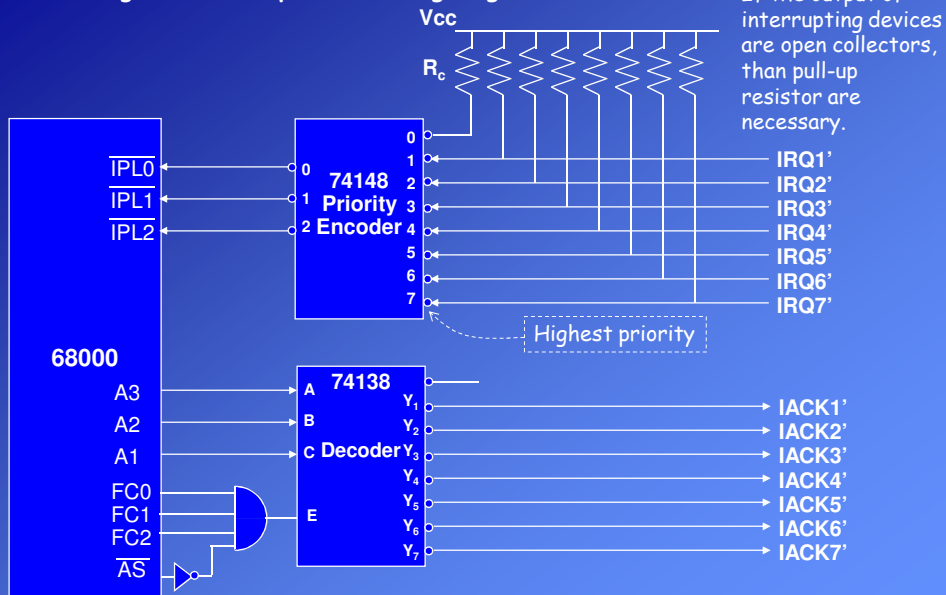 Vcc
interrupting devices
are open collectors,
than pull-up
resistor are
necessary.
Rc
0
1
2
3
4
5
6
7
IPL0
IPL1
IPL2
0
1
2
74148
Priority
Encoder
IRQ1’
IRQ2’
IRQ3’
IRQ4’
IRQ5’
IRQ6’
IRQ7’
Highest priority
68000
A3
A2
A1
FC0
FC1
FC2
AS
74138
A
B
C Decoder
E
Y1
Y2
Y3
Y4
Y5
Y6
Y7
IACK1’
IACK2’
IACK3’
IACK4’
IACK5’
IACK6’
IACK7’